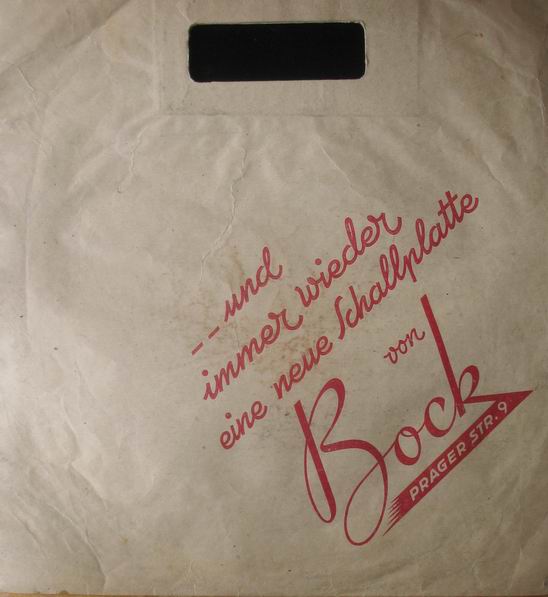 -- und
immer wieder
eine neue Schallplatte
von
Bock
PRAGER STR. 9